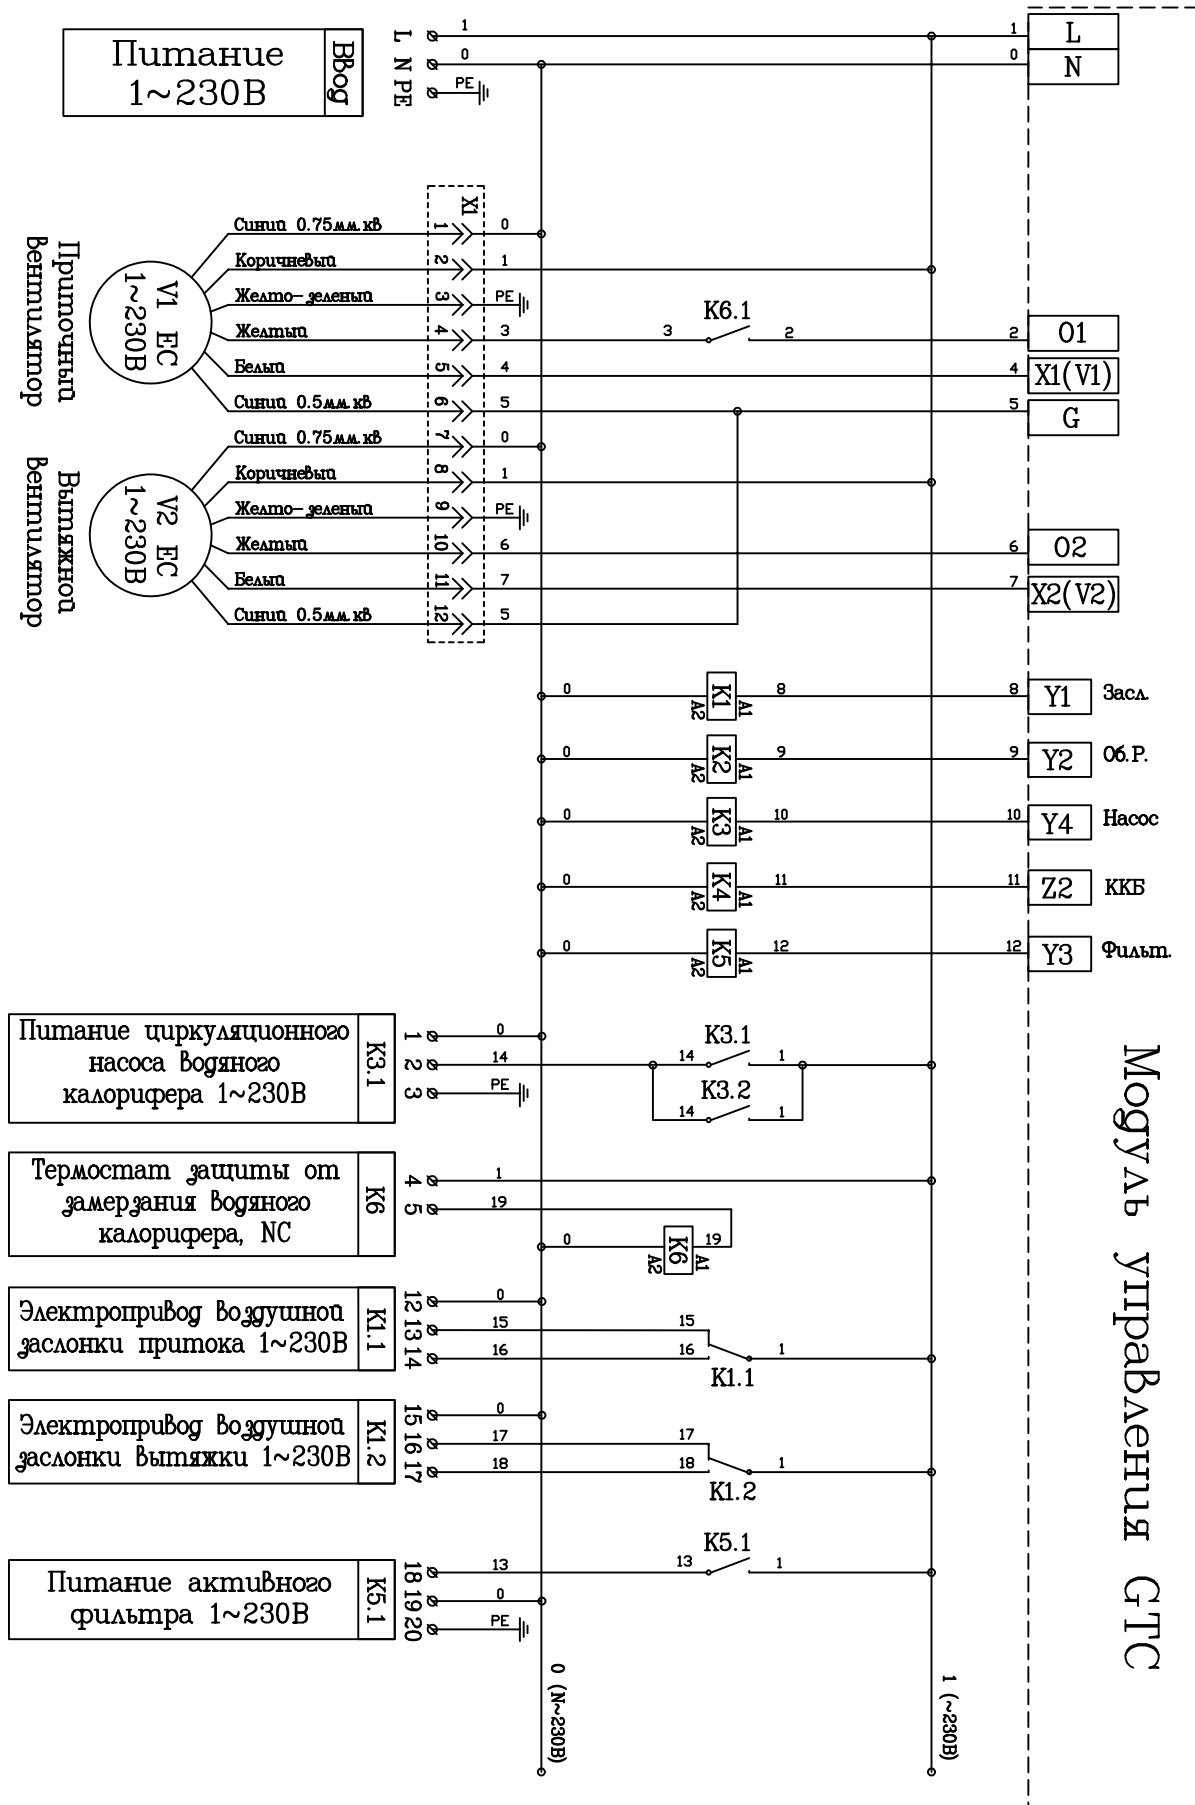 Питание
1~230В
Ввод
L
N
PE
1
0
PE
1
0
L
N
X1
Приточный
вентилятор
V1 EC
1~230В
Синий 0.75мм.кв
1
0
Коричневый
2
1
Желто-зеленый
3
PE
Желтый
4
3
3
K6.1
2
2
O1
Белый
5
4
4
X1(V1)
Синий 0.5мм.кв
6
5
5
G
Вытяжной
вентилятор
V2 EC
1~230В
Синий 0.75мм.кв
7
0
Коричневый
8
1
Желто-зеленый
9
PE
Желтый
10
6
6
O2
Белый
11
7
7
X2(V2)
Синий 0.5мм.кв
12
5
0
K1
A2
A1
8
8
Y1
Засл.
0
K2
A2
A1
9
9
Y2
Об.Р.
0
K3
A2
A1
10
10
Y4
Насос
0
K4
A2
A1
11
11
Z2
ККБ
0
K5
A2
A1
12
12
Y3
Фильт.
Питание циркуляционного
насоса водяного
калорифера 1~230В
K3.1
1
2
3
0
14
PE
14
K3.1
1
14
K3.2
1
Термостат защиты от
замерзания водяного
калорифера, NC
K6
4
5
1
19
0
K6
A2
A1
19
Электропривод воздушной
заслонки притока 1~230В
K1.1
12
13
14
0
15
16
15
16
K1.1
1
Электропривод воздушной
заслонки вытяжки 1~230В
K1.2
15
16
17
0
17
18
17
18
K1.2
1
Питание активного
фильтра 1~230В
K5.1
18
19
20
13
0
PE
13
K5.1
1
0 (N~230В)
1 (~230В)
Модуль управления GTC